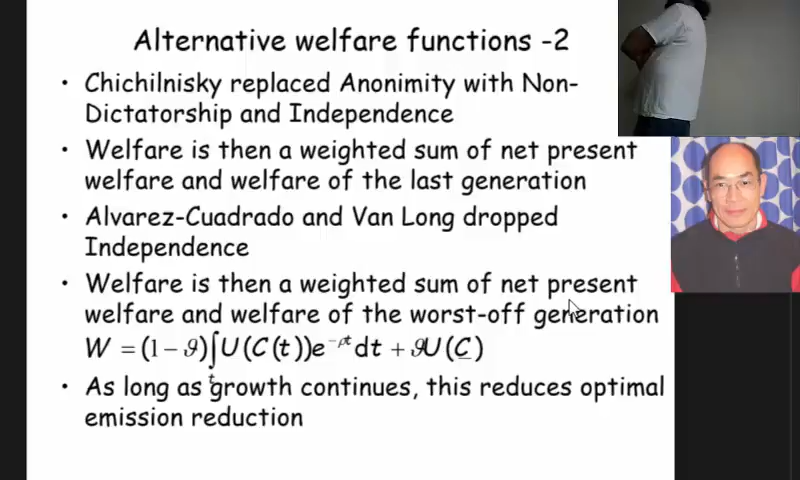 Alternative welfare functions -2
• Chichilnisky replaced Anonimity with Non-
Dictatorship and Independence
• Welfare is then a weighted sum of net present
welfare and welfare of the last generation
• Alvarez-Cuadrado and Van Long dropped
Independence
• Welfare is then a weighted sum of net present
welfare and welfare of the worst-off generation
W = (1 − ϑ)∫U(C(t))e^{−ρt}dt + ϑU(C̲)
t
• As long as growth continues, this reduces optimal
emission reduction